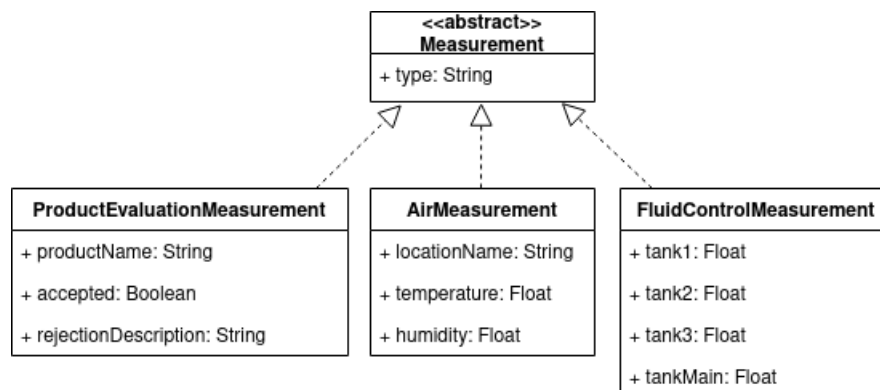 <<abstract>>
Measurement
+ type: String
ProductEvaluationMeasurement
+ productName: String
+ accepted: Boolean
+ rejectionDescription: String
AirMeasurement
+ locationName: String
+ temperature: Float
+ humidity: Float
FluidControlMeasurement
+ tank1: Float
+ tank2: Float
+ tank3: Float
+ tankMain: Float